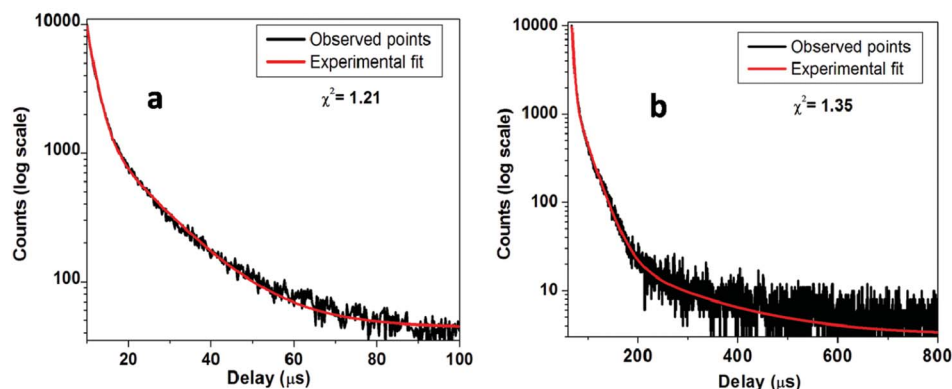 10000
1000
100
Counts (log scale)
20 40 60 80 100
Delay (μs)
Observed points
Experimental fit
χ²= 1.21
a
10000
1000
100
10
Counts (log scale)
200 400 600 800
Delay (μs)
Observed points
Experimental fit
χ²= 1.35
b